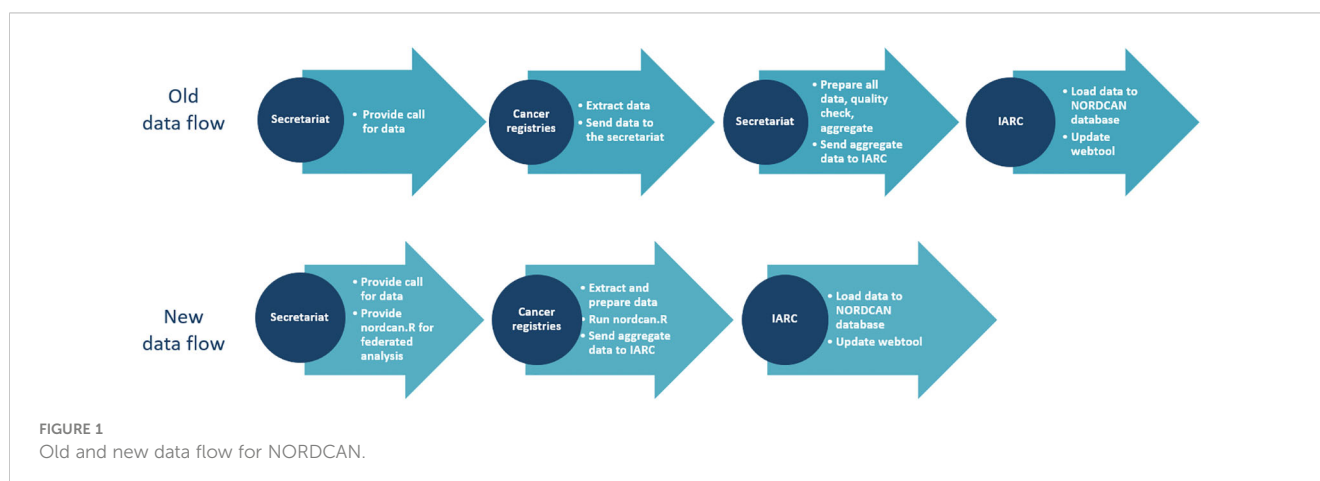 Old
data flow
Secretariat
• Provide call
for data
Cancer
registries
• Extract data
• Send data to
the secretariat
Secretariat
• Prepare all
data, quality
check,
aggregate
• Send aggregate
data to IARC
IARC
• Load data to
NORDCAN
database
• Update
webtool
New
data flow
Secretariat
• Provide call
for data
• Provide
nordcan.R for
federated
analysis
Cancer
registries
• Extract and
prepare data
• Run nordcan.R
• Send aggregate
data to IARC
IARC
• Load data to
NORDCAN
database
• Update webtool
FIGURE 1
Old and new data flow for NORDCAN.